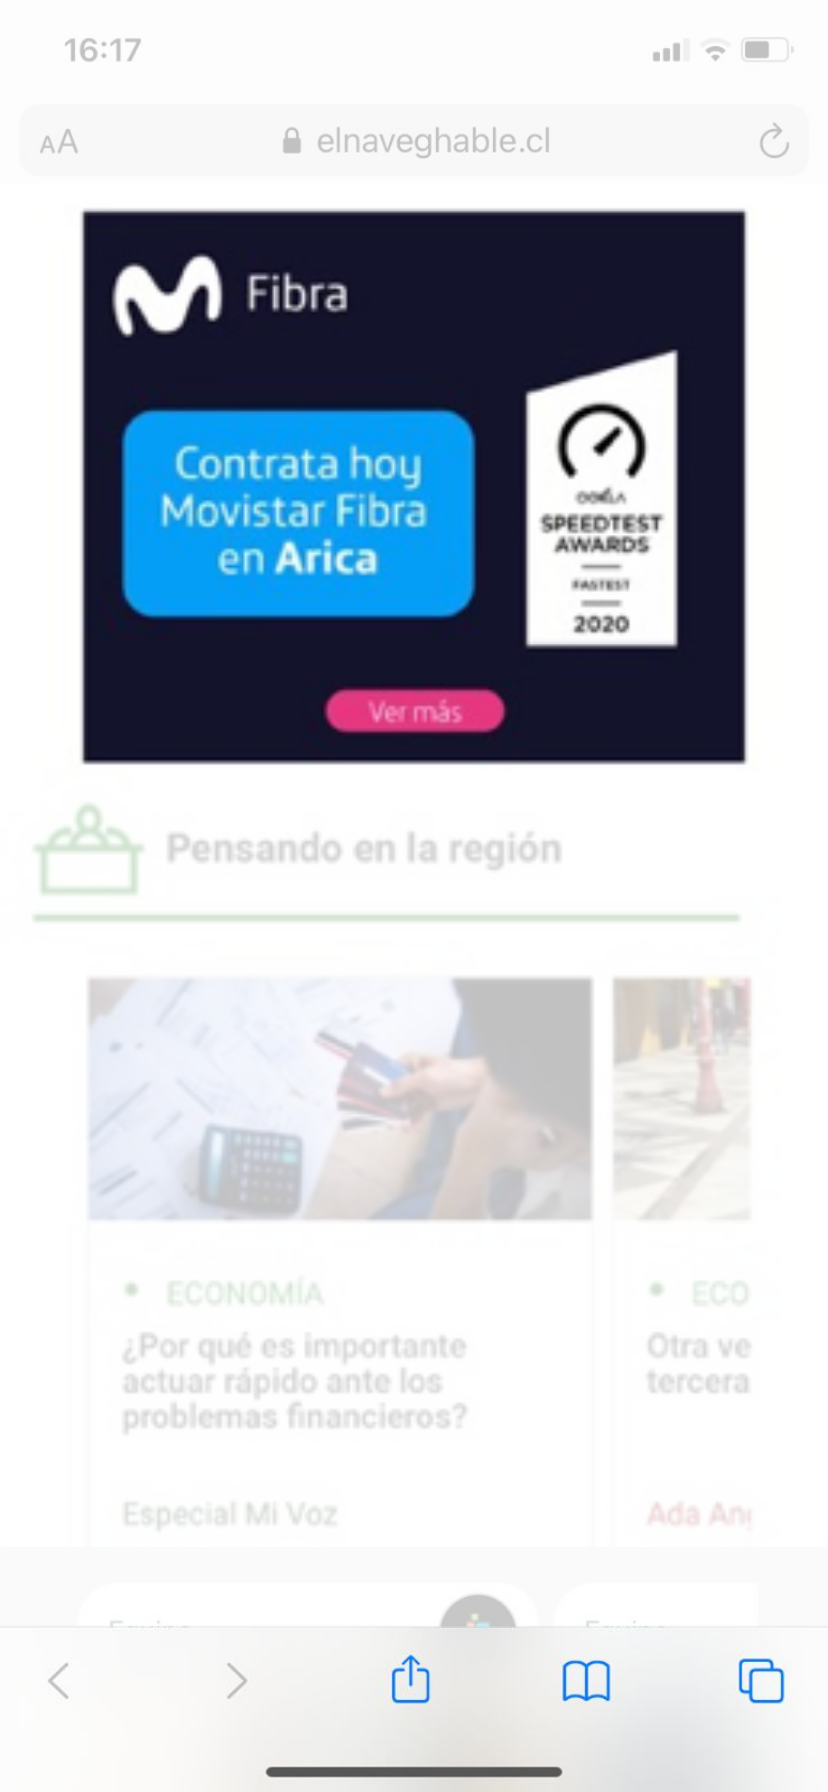 16:17
AA elnaveghable.cl
Fibra
Contrata hoy
Movistar Fibra
en Arica
OOKLA
SPEEDTEST
AWARDS
FASTEST
2020
Ver más
Pensando en la región
• ECONOMÍA
¿Por qué es importante
actuar rápido ante los
problemas financieros?
Especial Mi Voz
• ECO
Otra ve
tercera
Ada Ang